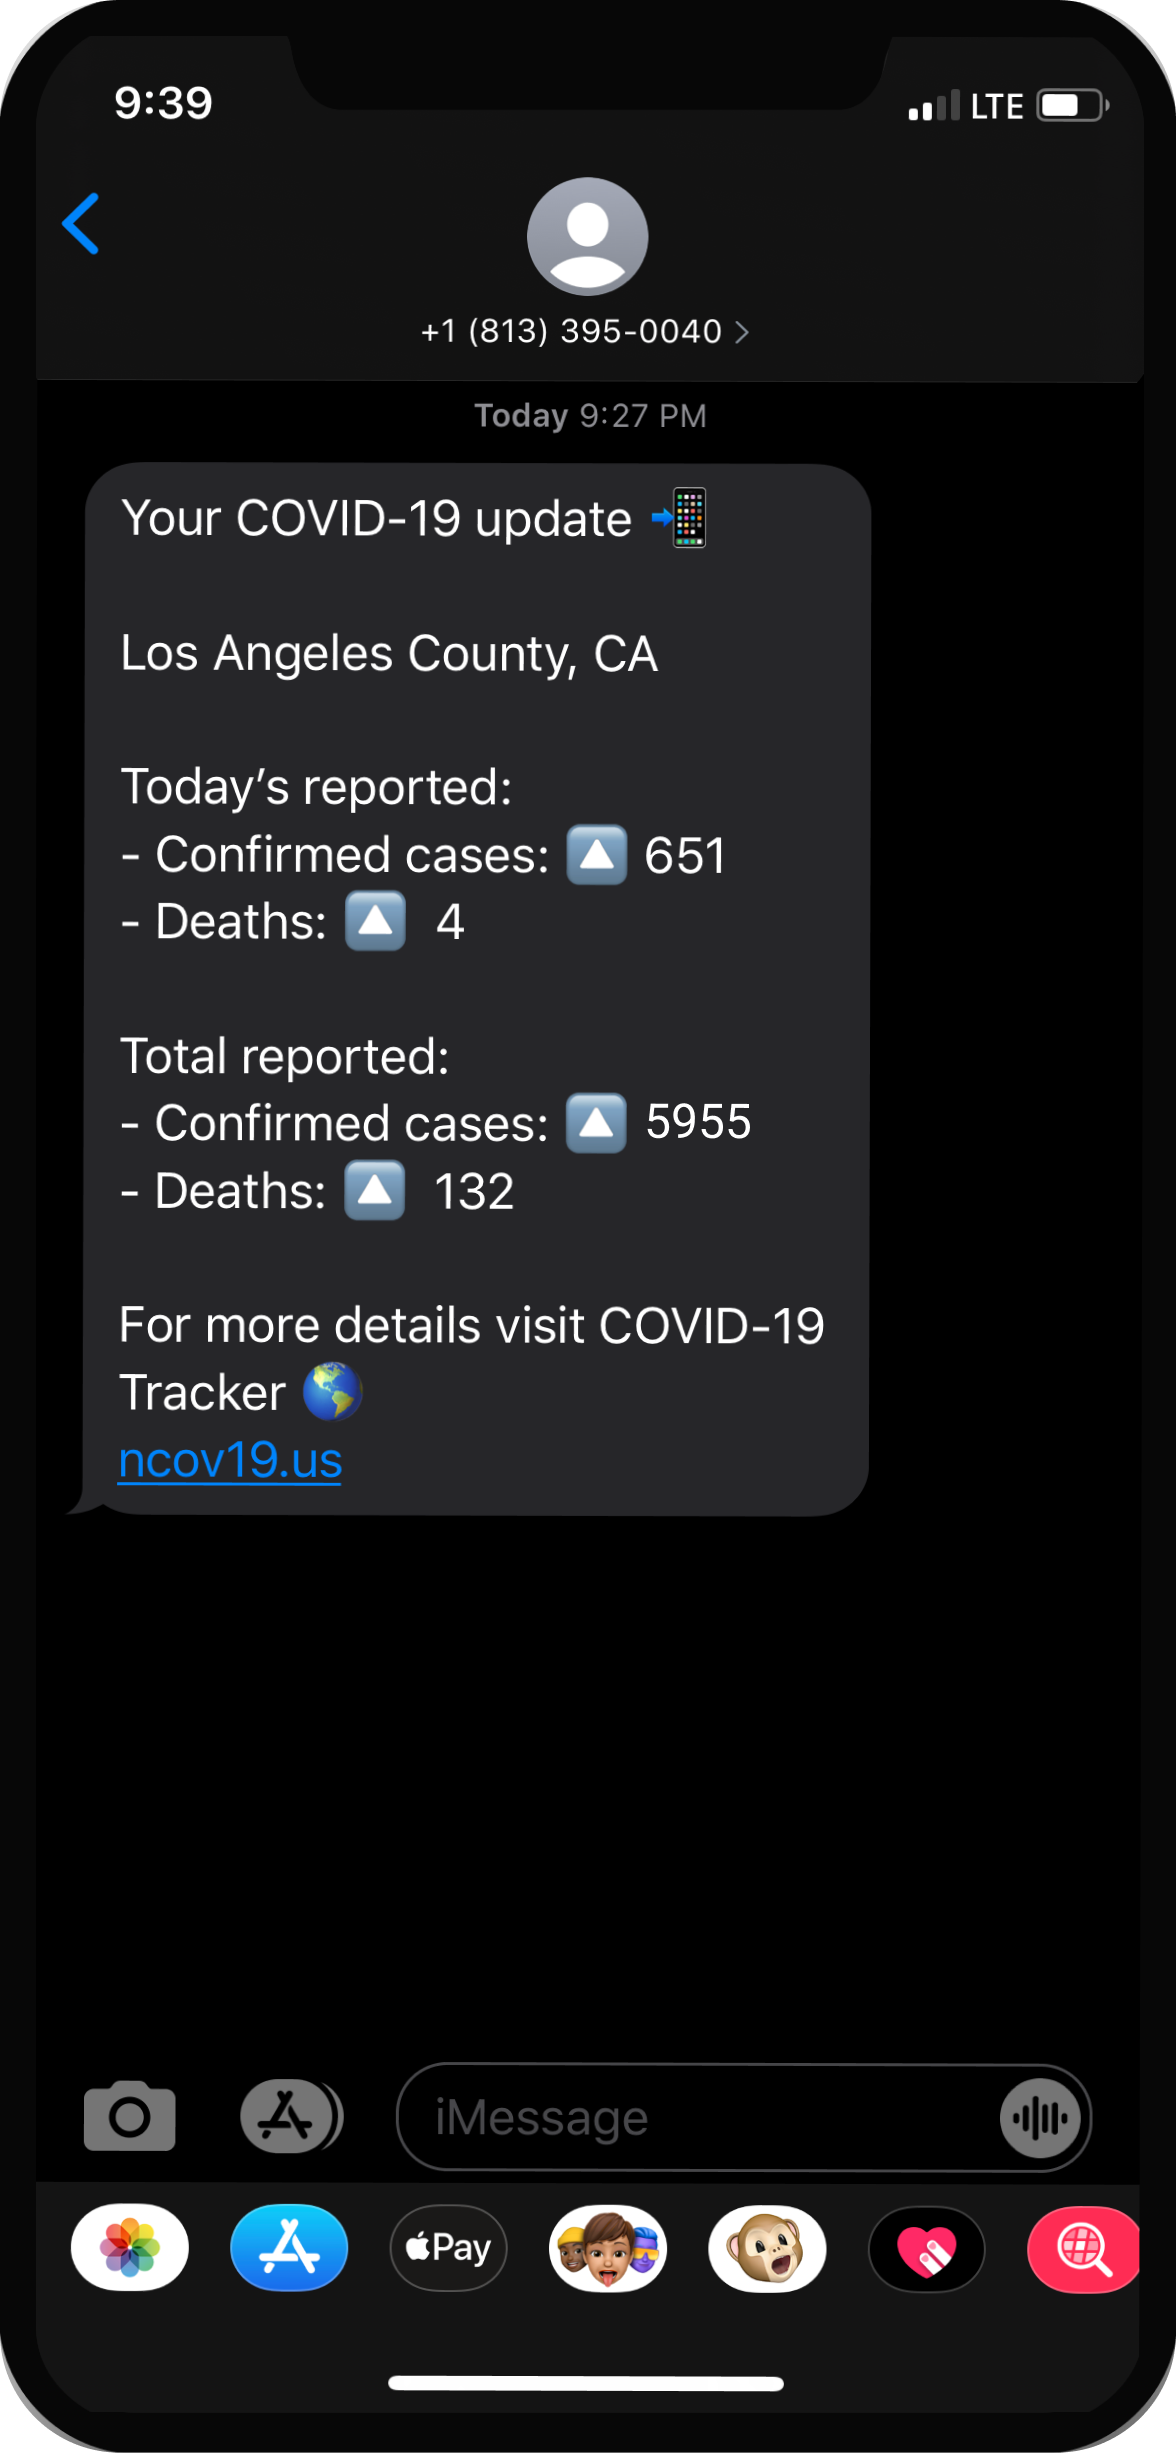 9:39 LTE
+1 (813) 395-0040
Today 9:27 PM
Your COVID-19 update 📲
Los Angeles County, CA
Today’s reported:
- Confirmed cases: 🔼 651
- Deaths: 🔼 4
Total reported:
- Confirmed cases: 🔼 5955
- Deaths: 🔼 132
For more details visit COVID-19
Tracker 🌎
ncov19.us
iMessage
Pay